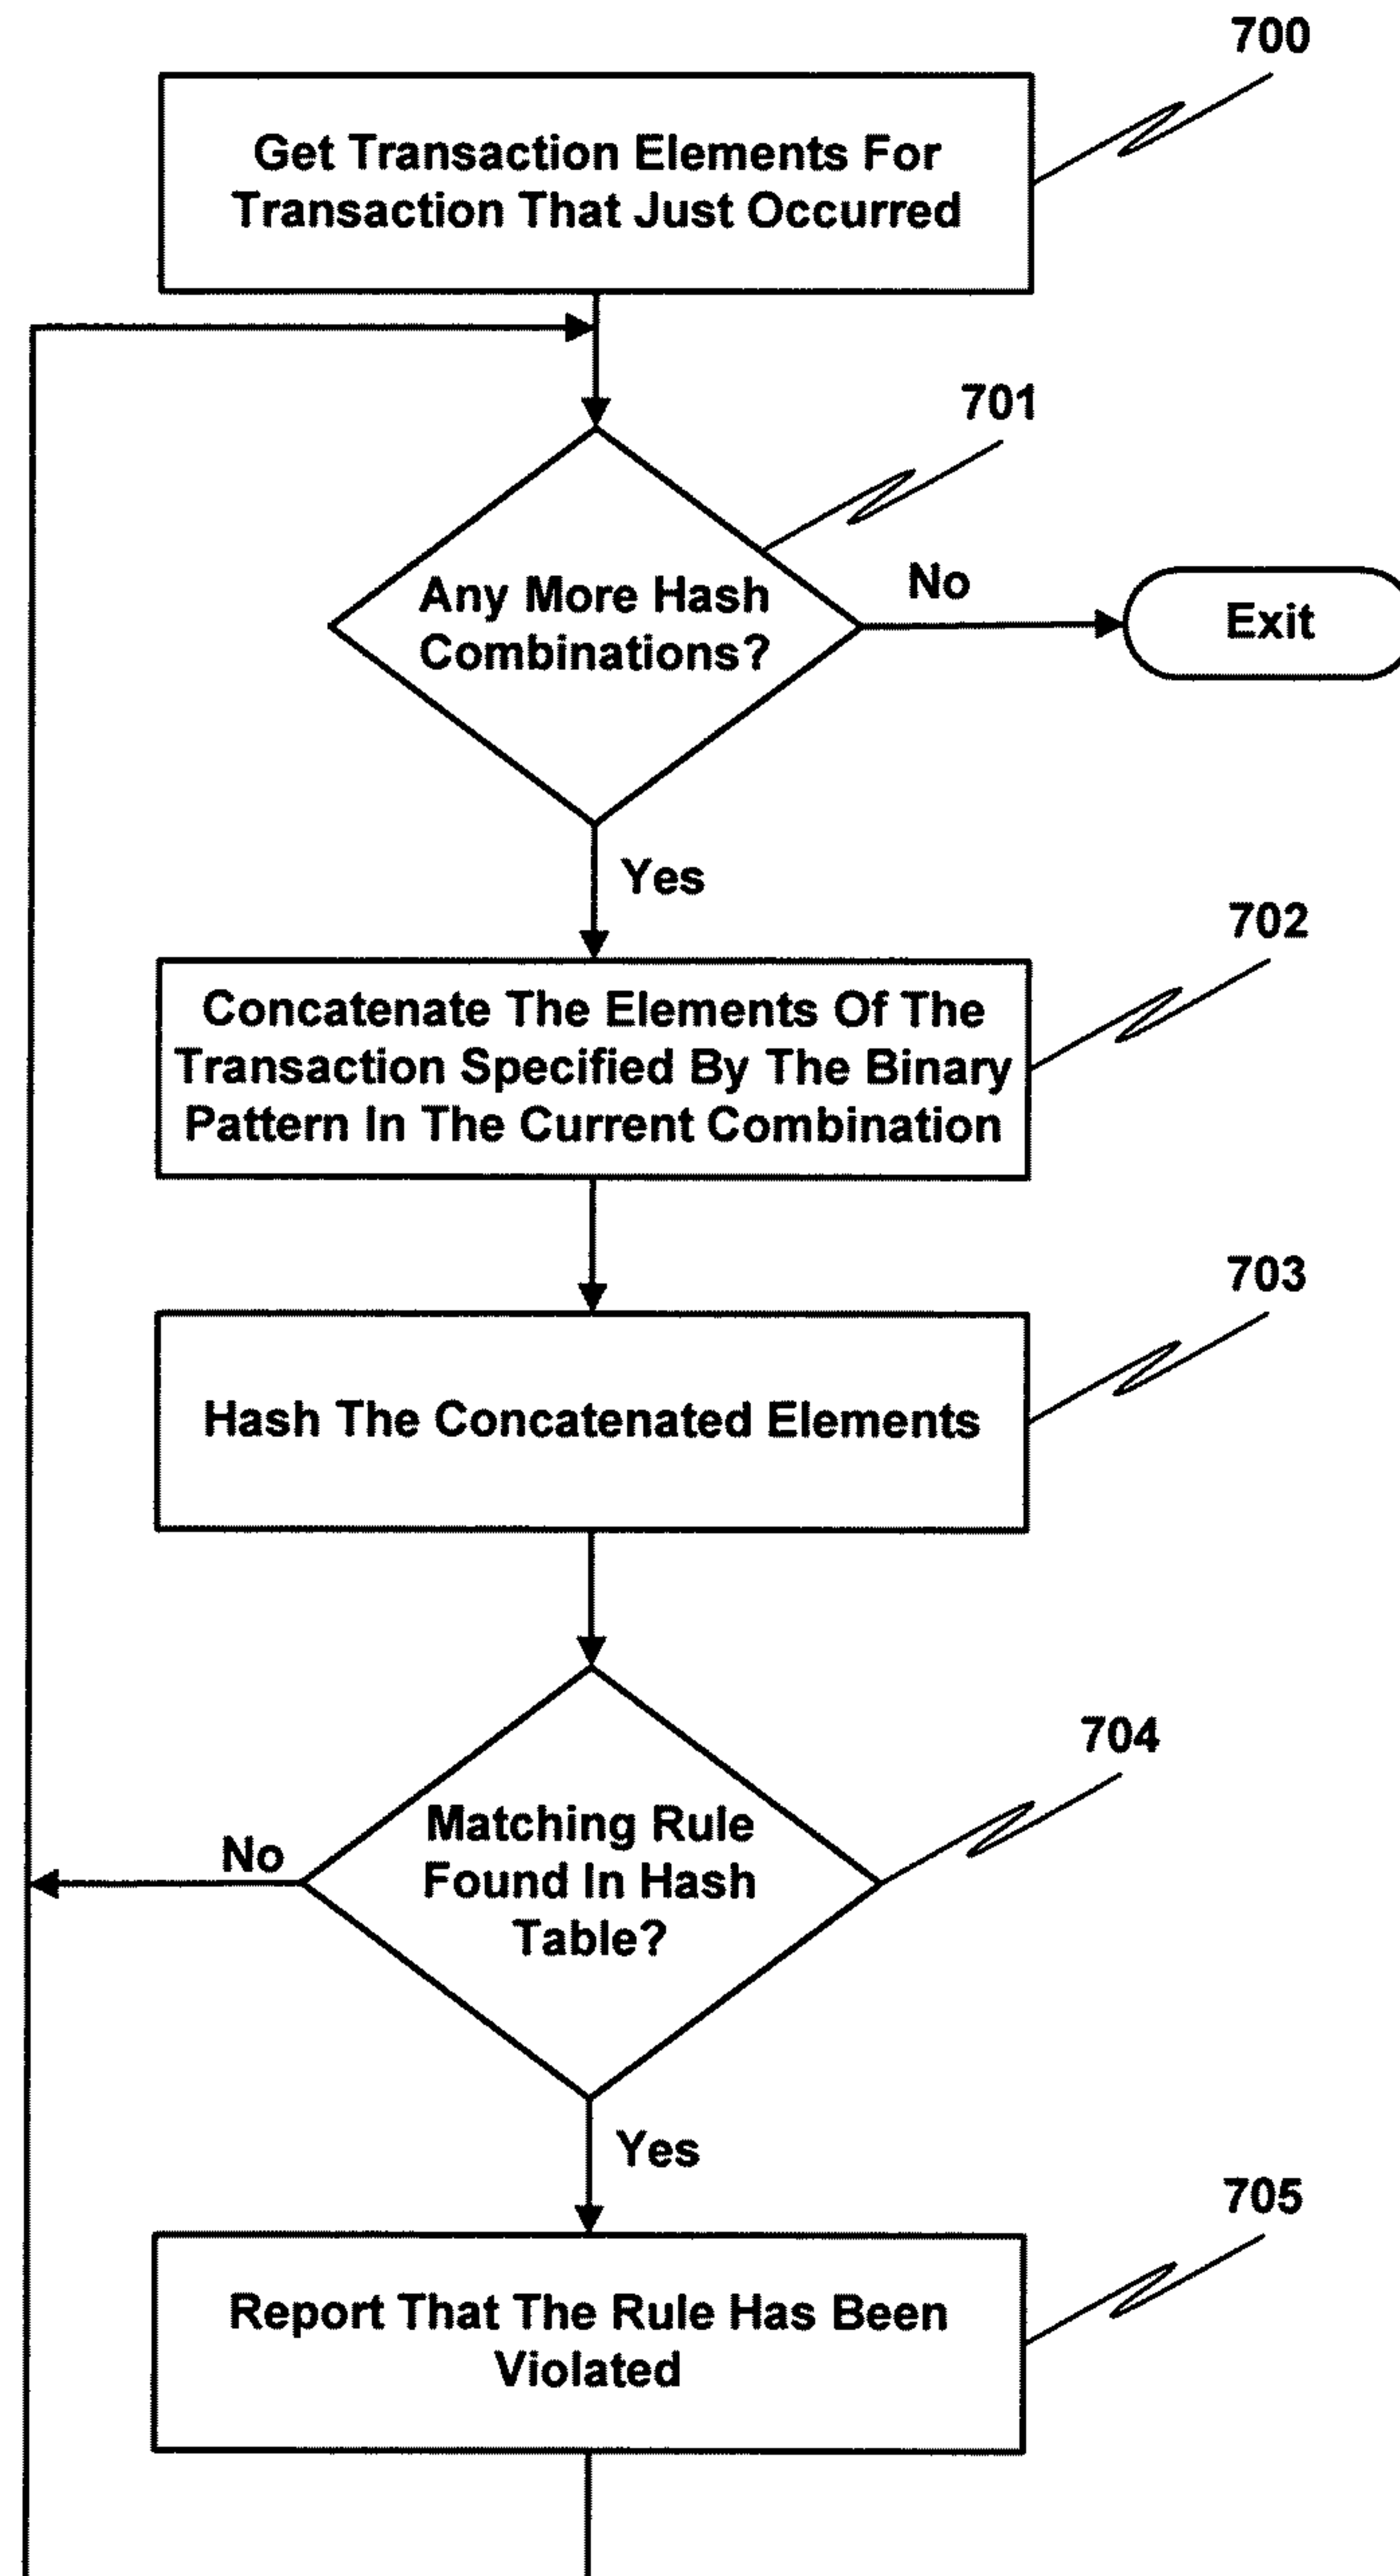 700
Get Transaction Elements For
Transaction That Just Occurred
701
Any More Hash
Combinations?
No
Exit
Yes
702
Concatenate The Elements Of The
Transaction Specified By The Binary
Pattern In The Current Combination
703
Hash The Concatenated Elements
704
Matching Rule
Found In Hash
Table?
No
Yes
705
Report That The Rule Has Been
Violated